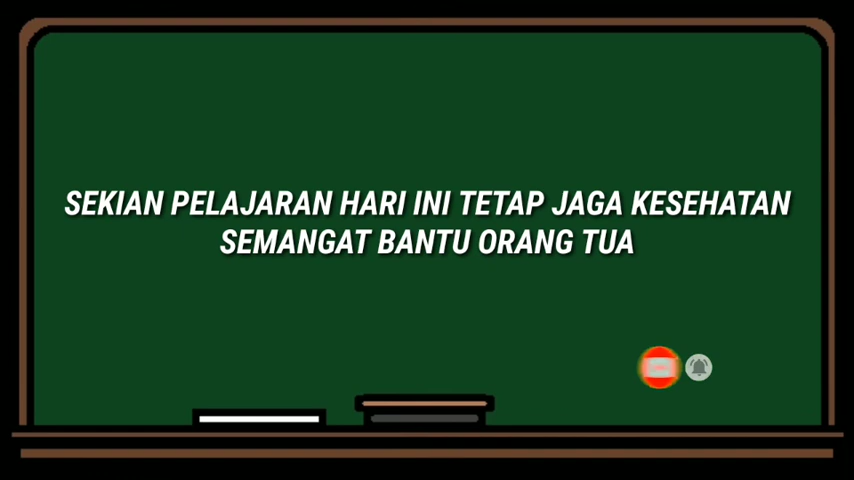 SEKIAN PELAJARAN HARI INI TETAP JAGA KESEHATAN
SEMANGAT BANTU ORANG TUA